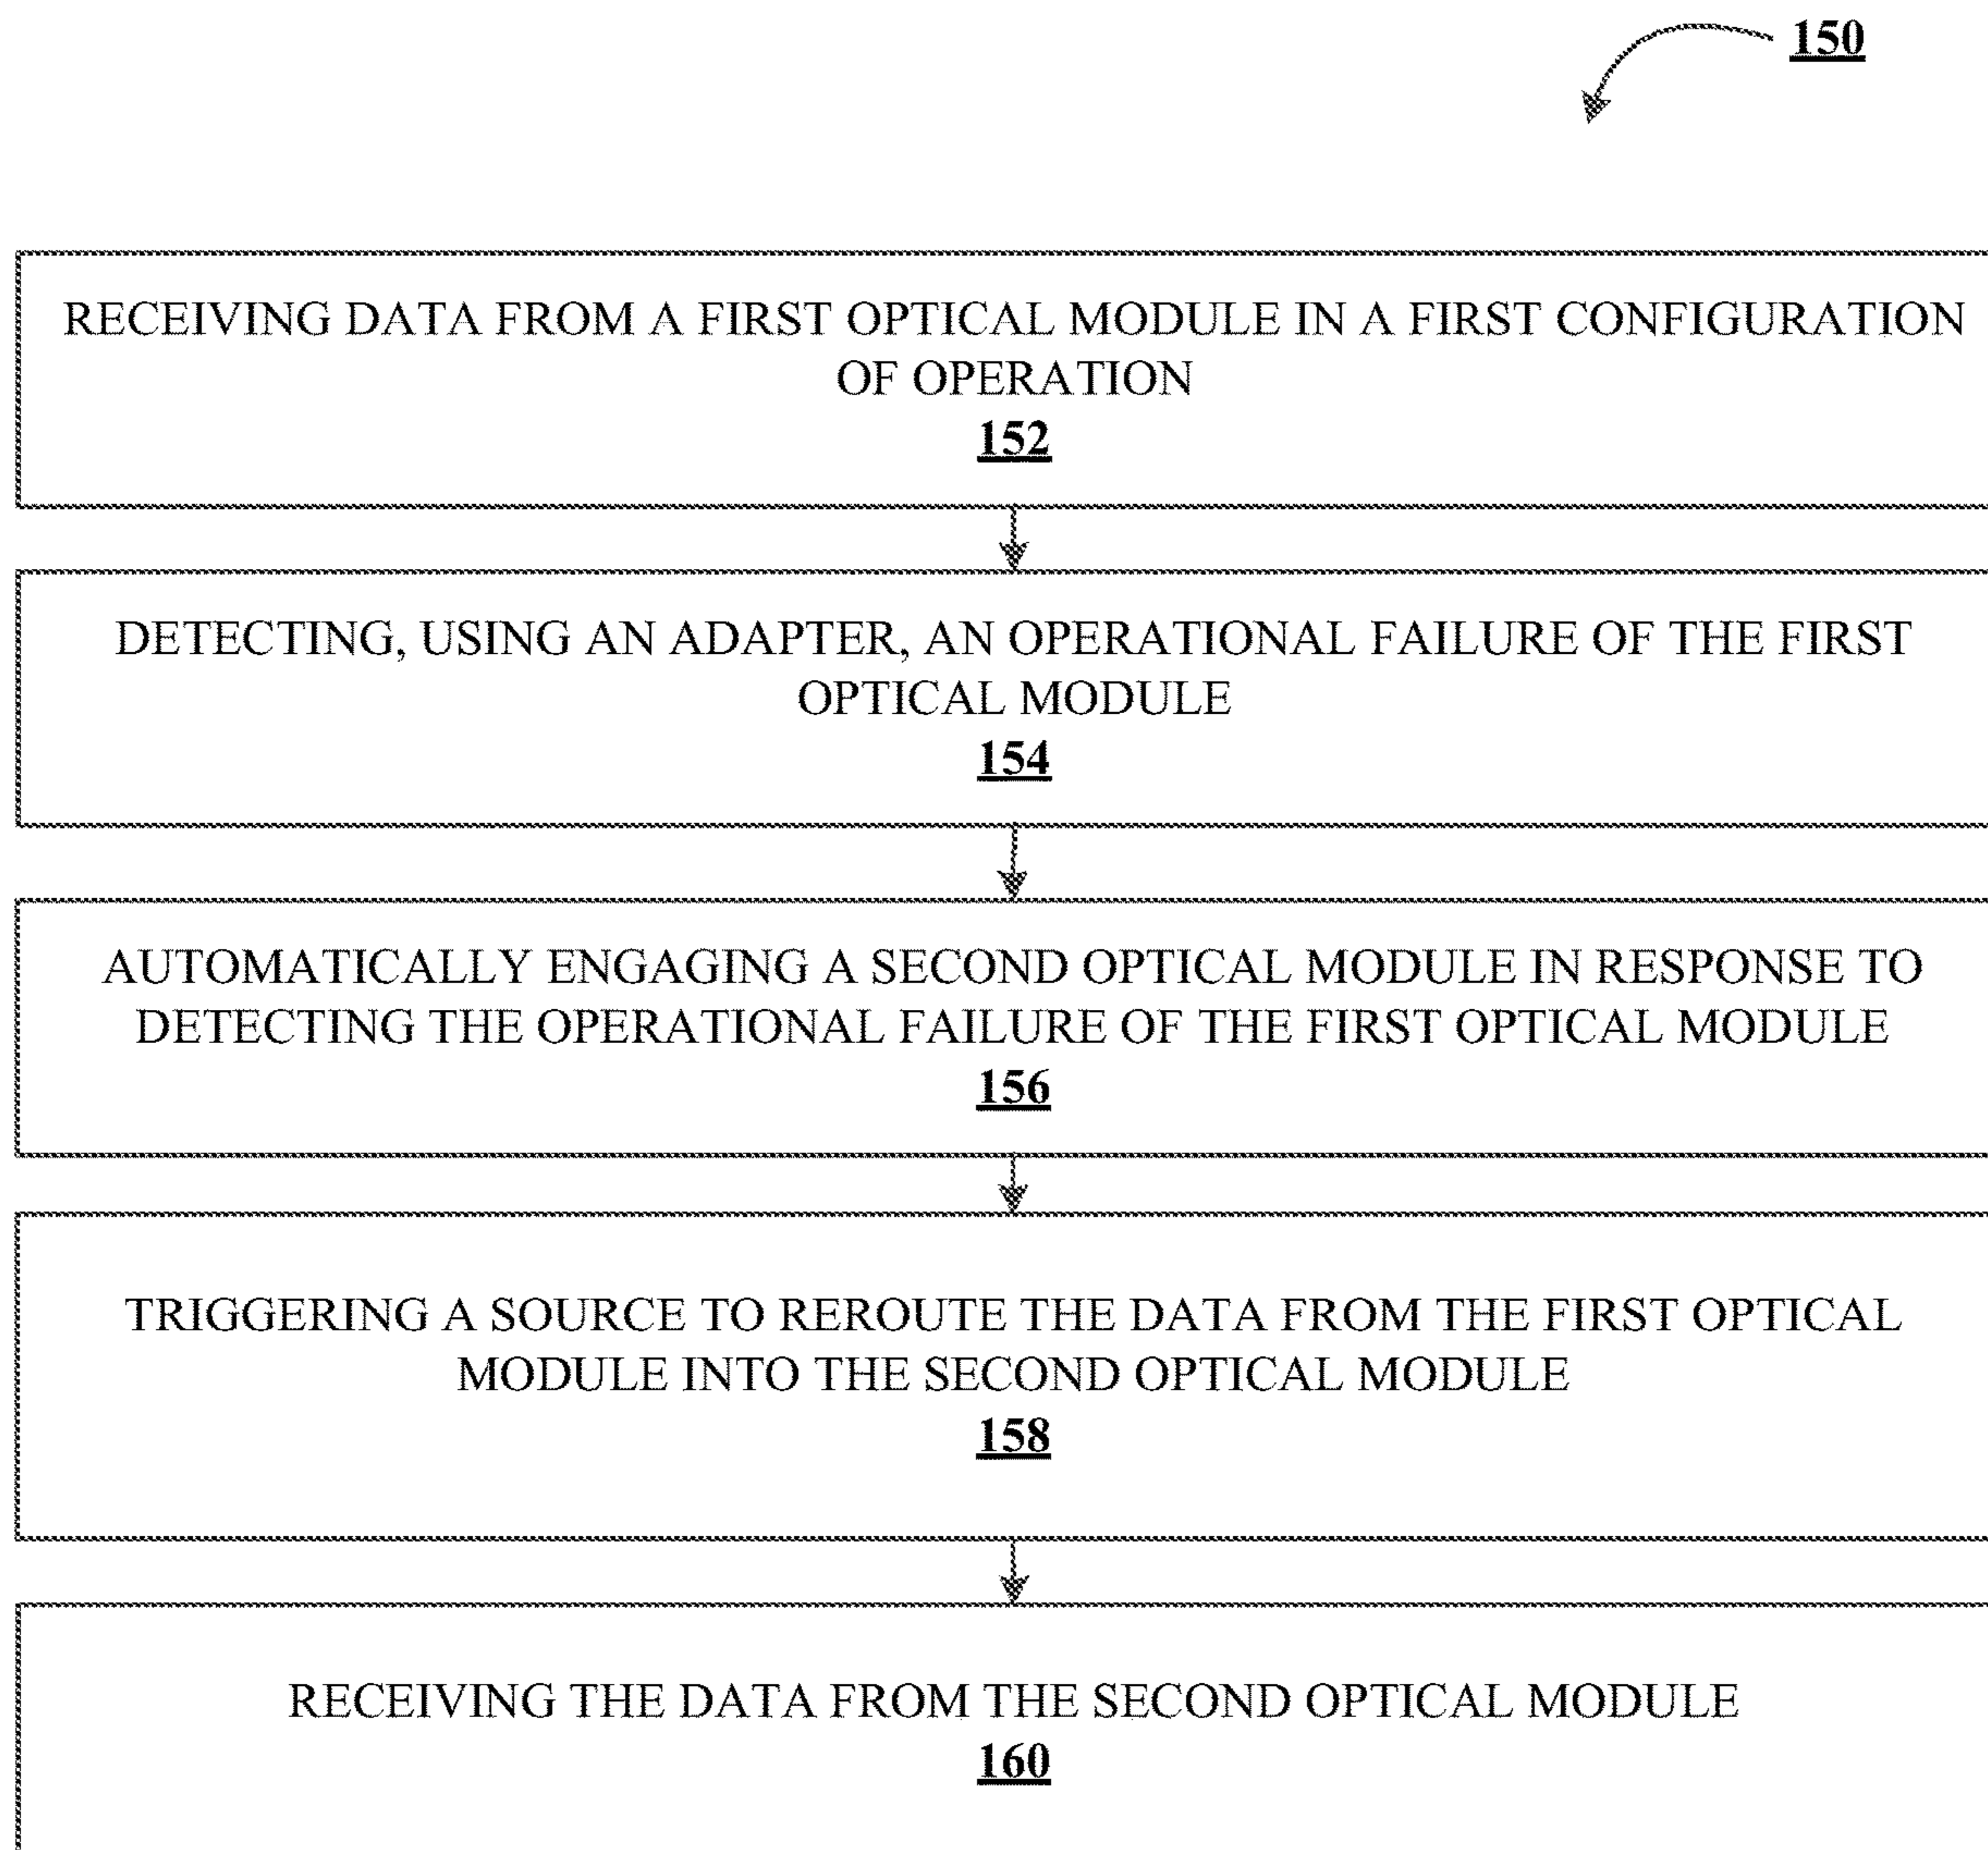 150
RECEIVING DATA FROM A FIRST OPTICAL MODULE IN A FIRST CONFIGURATION
OF OPERATION
152
DETECTING, USING AN ADAPTER, AN OPERATIONAL FAILURE OF THE FIRST
OPTICAL MODULE
154
AUTOMATICALLY ENGAGING A SECOND OPTICAL MODULE IN RESPONSE TO
DETECTING THE OPERATIONAL FAILURE OF THE FIRST OPTICAL MODULE
156
TRIGGERING A SOURCE TO REROUTE THE DATA FROM THE FIRST OPTICAL
MODULE INTO THE SECOND OPTICAL MODULE
158
RECEIVING THE DATA FROM THE SECOND OPTICAL MODULE
160